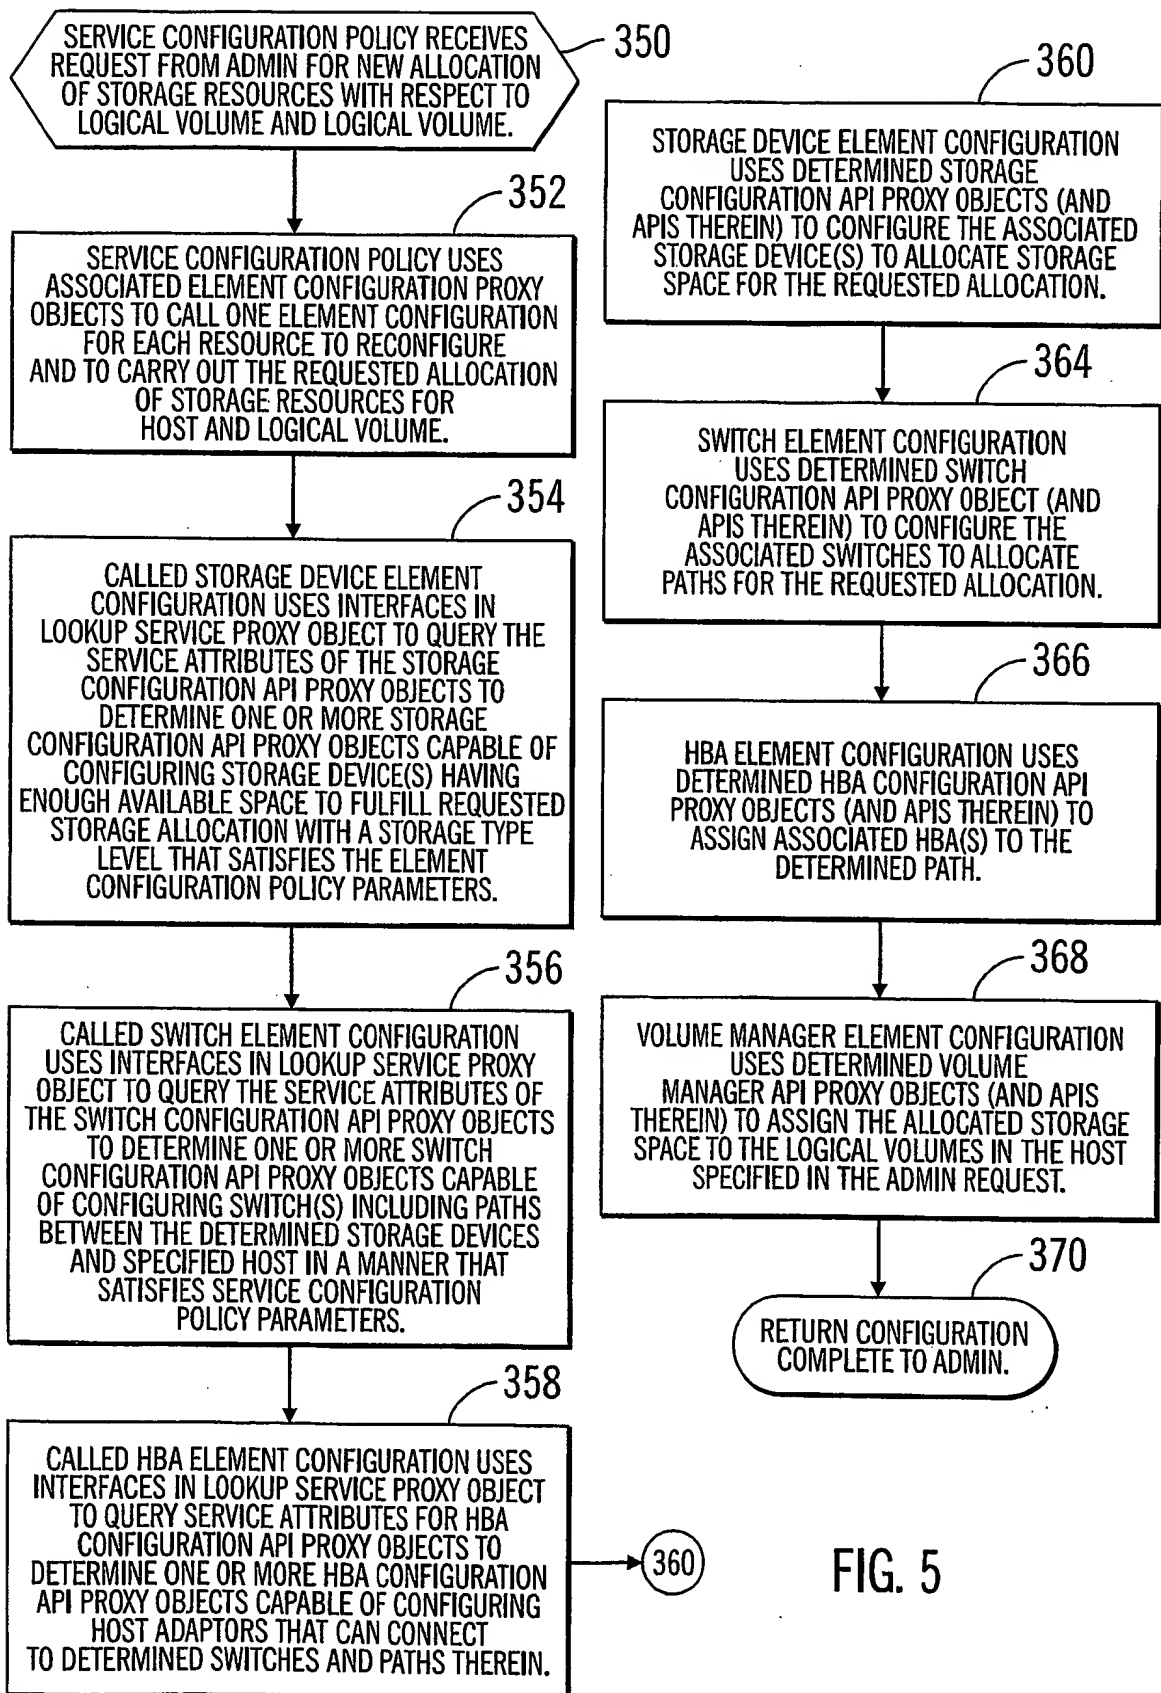 SERVICE CONFIGURATION POLICY RECEIVES
REQUEST FROM ADMIN FOR NEW ALLOCATION
OF STORAGE RESOURCES WITH RESPECT TO
LOGICAL VOLUME AND LOGICAL VOLUME.
350
352
SERVICE CONFIGURATION POLICY USES
ASSOCIATED ELEMENT CONFIGURATION PROXY
OBJECTS TO CALL ONE ELEMENT CONFIGURATION
FOR EACH RESOURCE TO RECONFIGURE
AND TO CARRY OUT THE REQUESTED ALLOCATION
OF STORAGE RESOURCES FOR
HOST AND LOGICAL VOLUME.
354
CALLED STORAGE DEVICE ELEMENT
CONFIGURATION USES INTERFACES IN
LOOKUP SERVICE PROXY OBJECT TO QUERY THE
SERVICE ATTRIBUTES OF THE STORAGE
CONFIGURATION API PROXY OBJECTS TO
DETERMINE ONE OR MORE STORAGE
CONFIGURATION API PROXY OBJECTS CAPABLE OF
CONFIGURING STORAGE DEVICE(S) HAVING
ENOUGH AVAILABLE SPACE TO FULFILL REQUESTED
STORAGE ALLOCATION WITH A STORAGE TYPE
LEVEL THAT SATISFIES THE ELEMENT
CONFIGURATION POLICY PARAMETERS.
356
CALLED SWITCH ELEMENT CONFIGURATION
USES INTERFACES IN LOOKUP SERVICE PROXY
OBJECT TO QUERY THE SERVICE ATTRIBUTES OF
THE SWITCH CONFIGURATION API PROXY OBJECTS
TO DETERMINE ONE OR MORE SWITCH
CONFIGURATION API PROXY OBJECTS CAPABLE
OF CONFIGURING SWITCH(S) INCLUDING PATHS
BETWEEN THE DETERMINED STORAGE DEVICES
AND SPECIFIED HOST IN A MANNER THAT
SATISFIES SERVICE CONFIGURATION
POLICY PARAMETERS.
358
CALLED HBA ELEMENT CONFIGURATION USES
INTERFACES IN LOOKUP SERVICE PROXY OBJECT
TO QUERY SERVICE ATTRIBUTES FOR HBA
CONFIGURATION API PROXY OBJECTS TO
DETERMINE ONE OR MORE HBA CONFIGURATION
API PROXY OBJECTS CAPABLE OF CONFIGURING
HOST ADAPTORS THAT CAN CONNECT
TO DETERMINED SWITCHES AND PATHS THEREIN.
360
360
STORAGE DEVICE ELEMENT CONFIGURATION
USES DETERMINED STORAGE
CONFIGURATION API PROXY OBJECTS (AND
APIS THEREIN) TO CONFIGURE THE ASSOCIATED
STORAGE DEVICE(S) TO ALLOCATE STORAGE
SPACE FOR THE REQUESTED ALLOCATION.
364
SWITCH ELEMENT CONFIGURATION
USES DETERMINED SWITCH
CONFIGURATION API PROXY OBJECT (AND
APIS THEREIN) TO CONFIGURE THE
ASSOCIATED SWITCHES TO ALLOCATE
PATHS FOR THE REQUESTED ALLOCATION.
366
HBA ELEMENT CONFIGURATION USES
DETERMINED HBA CONFIGURATION API
PROXY OBJECTS (AND APIS THEREIN) TO
ASSIGN ASSOCIATED HBA(S) TO THE
DETERMINED PATH.
368
VOLUME MANAGER ELEMENT CONFIGURATION
USES DETERMINED VOLUME
MANAGER API PROXY OBJECTS (AND APIS
THEREIN) TO ASSIGN THE ALLOCATED STORAGE
SPACE TO THE LOGICAL VOLUMES IN THE HOST
SPECIFIED IN THE ADMIN REQUEST.
370
RETURN CONFIGURATION
COMPLETE TO ADMIN.
FIG. 5